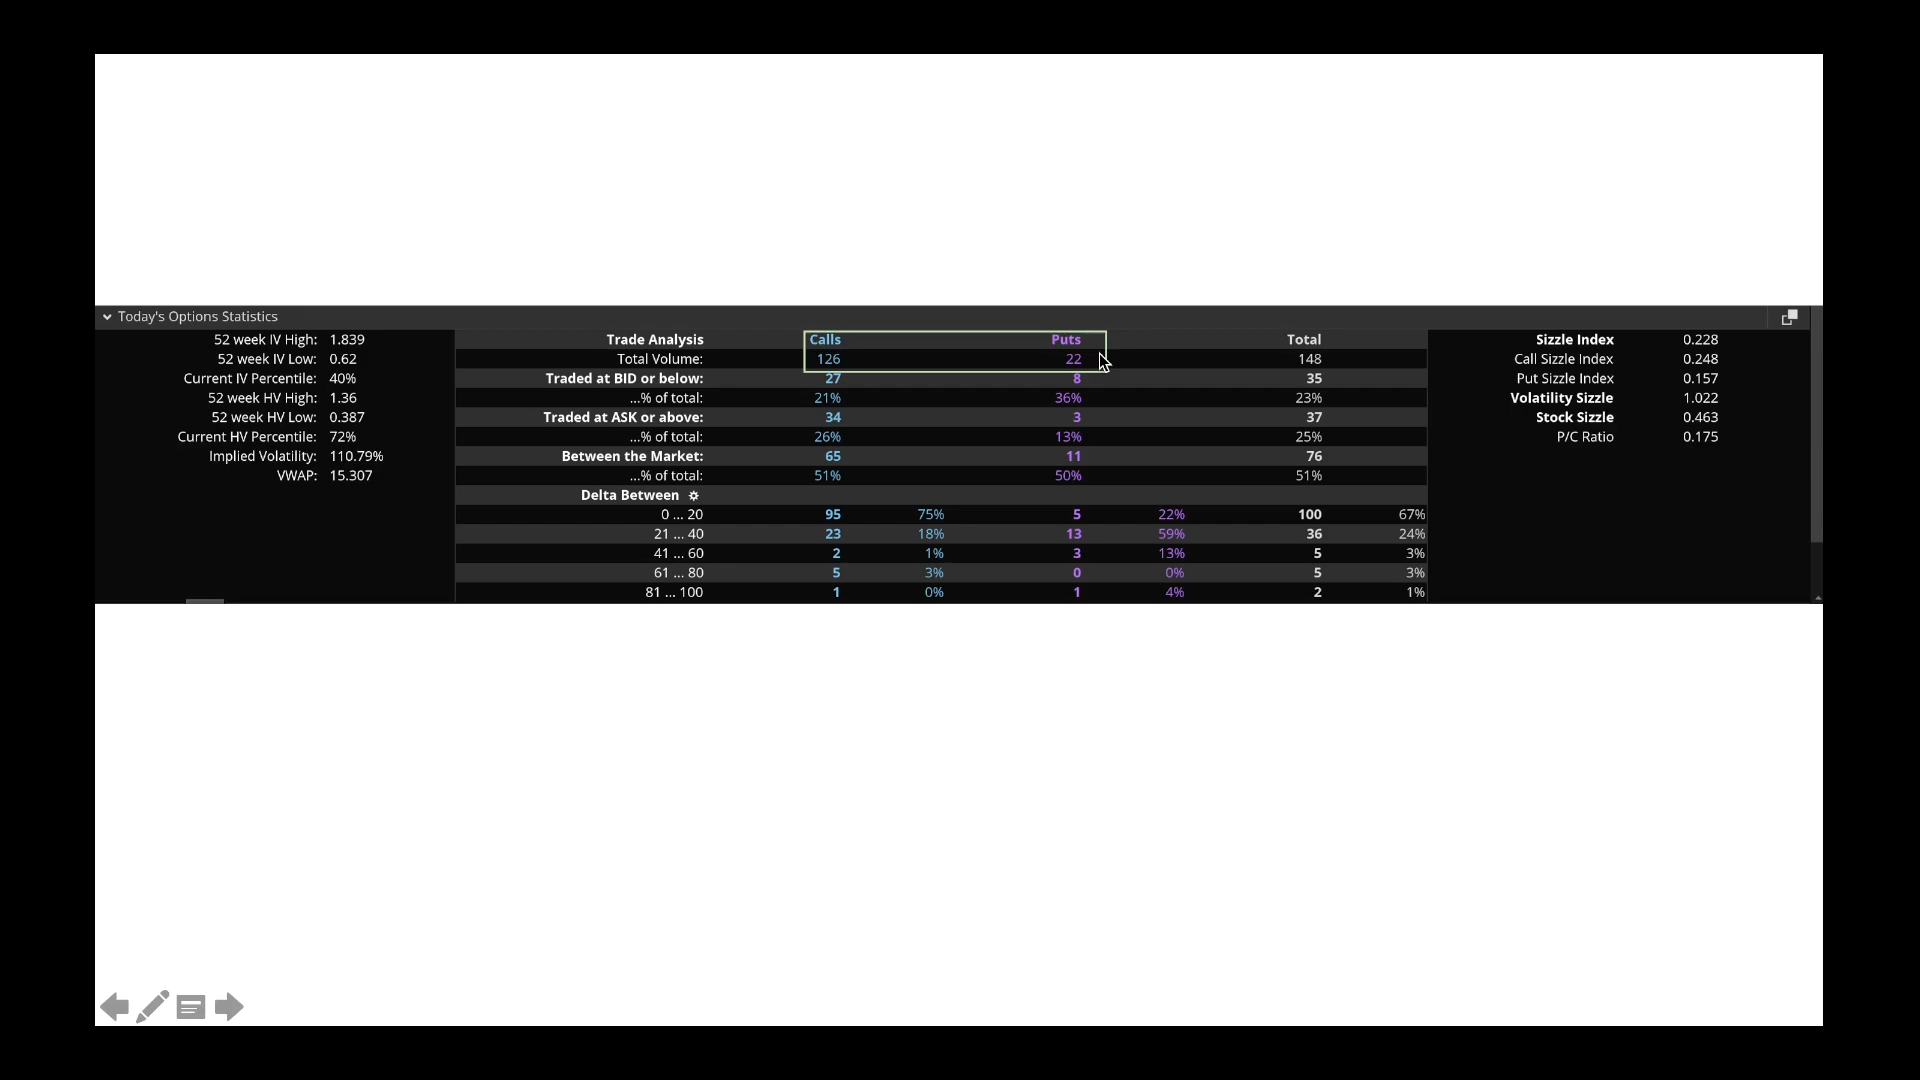 Today's Options Statistics
52 week IV High: 1.839 Trade Analysis Calls Puts Total Sizzle Index 0.228
52 week IV Low: 0.62 Total Volume: 126 22 148 Call Sizzle Index 0.248
Current IV Percentile: 40% Traded at BID or below: 27 8 35 Put Sizzle Index 0.157
52 week HV High: 1.36 ...% of total: 21% 36% 23% Volatility Sizzle 1.022
52 week HV Low: 0.387 Traded at ASK or above: 34 3 37 Stock Sizzle 0.463
Current HV Percentile: 72% ...% of total: 26% 13% 25% P/C Ratio 0.175
Implied Volatility: 110.79% Between the Market: 65 11 76
VWAP: 15.307 ...% of total: 51% 50% 51%
Delta Between
0 ... 20 95 75% 5 22% 100 67%
21 ... 40 23 18% 13 59% 36 24%
41 ... 60 2 1% 3 13% 5 3%
61 ... 80 5 3% 0 0% 5 3%
81 ... 100 1 0% 1 4% 2 1%